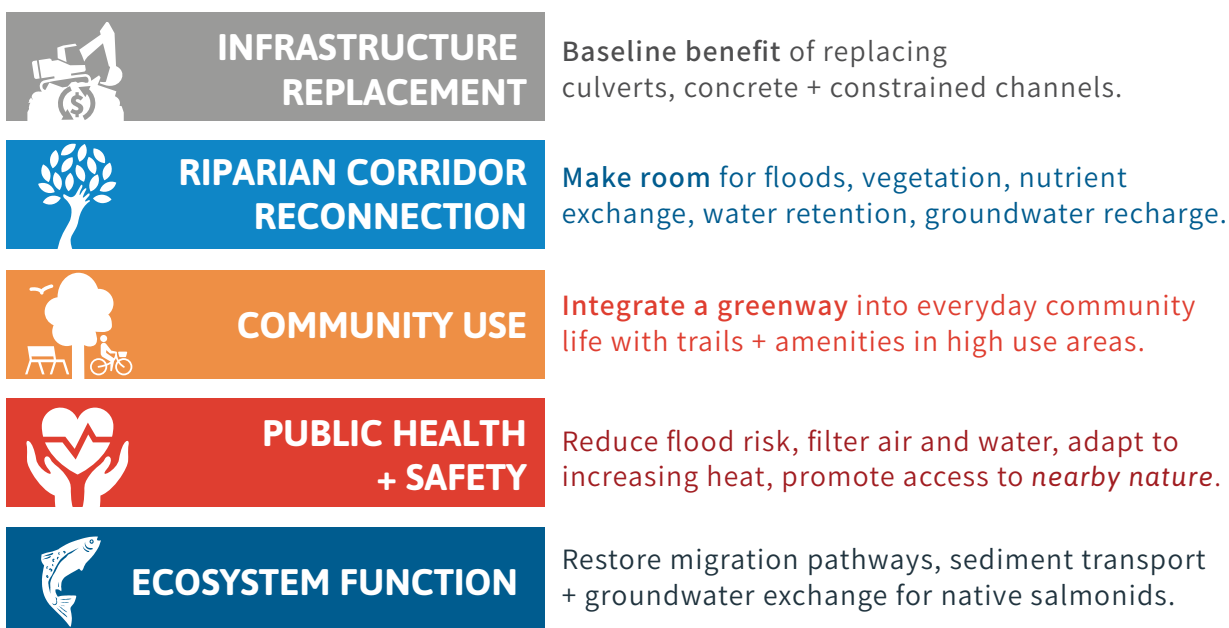 INFRASTRUCTURE
REPLACEMENT
Baseline benefit of replacing
culverts, concrete + constrained channels.
$
RIPARIAN CORRIDOR
RECONNECTION
Make room for floods, vegetation, nutrient
exchange, water retention, groundwater recharge.
COMMUNITY USE
Integrate a greenway into everyday community
life with trails + amenities in high use areas.
PUBLIC HEALTH
+ SAFETY
Reduce flood risk, filter air and water, adapt to
increasing heat, promote access to nearby nature.
ECOSYSTEM FUNCTION
Restore migration pathways, sediment transport
+ groundwater exchange for native salmonids.